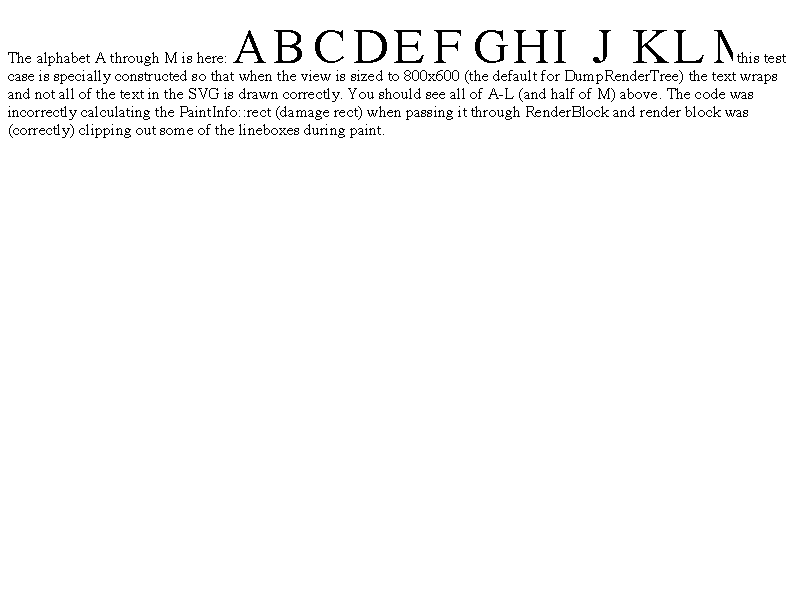 The alphabet A through M is here: A B C D E F G H I J K L M this test
case is specially constructed so that when the view is sized to 800x600 (the default for DumpRenderTree) the text wraps
and not all of the text in the SVG is drawn correctly. You should see all of A-L (and half of M) above. The code was
incorrectly calculating the PaintInfo::rect (damage rect) when passing it through RenderBlock and render block was
(correctly) clipping out some of the lineboxes during paint.